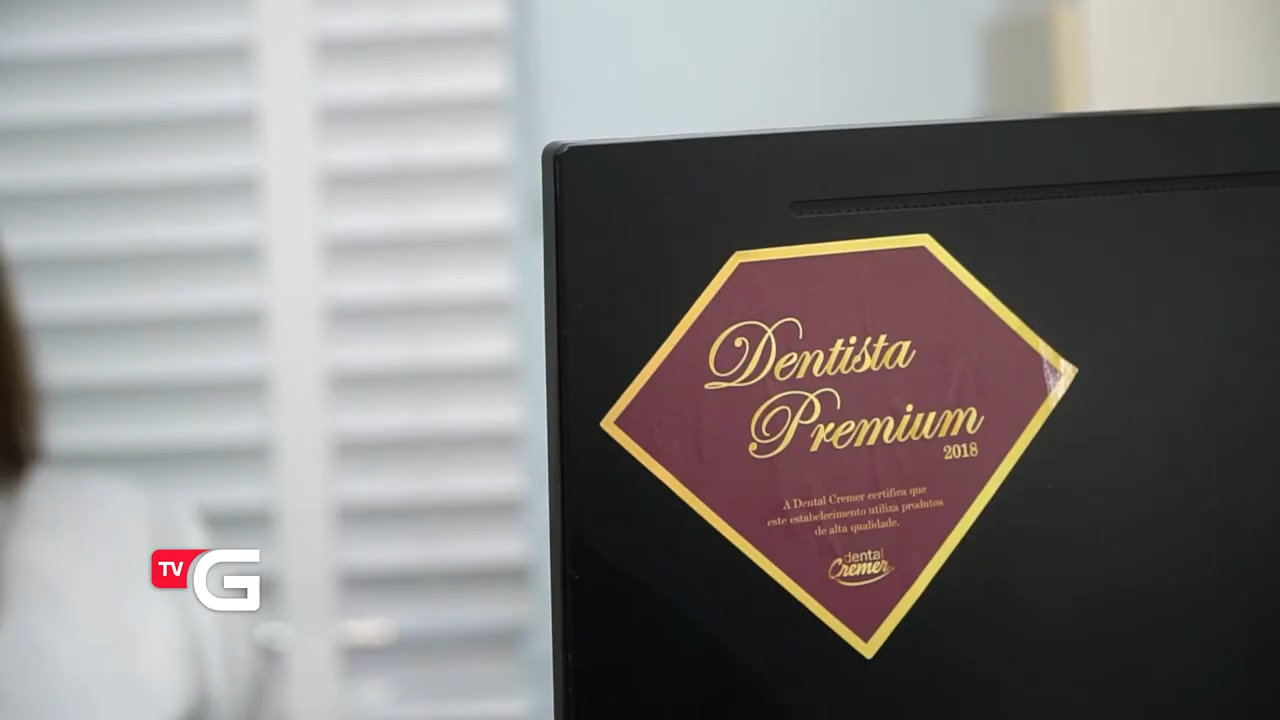 Dentista
Premium
2018
A Dental Cremer certifica que
este estabelecimento utiliza produtos
de alta qualidade.
dental
Cremer
TV G